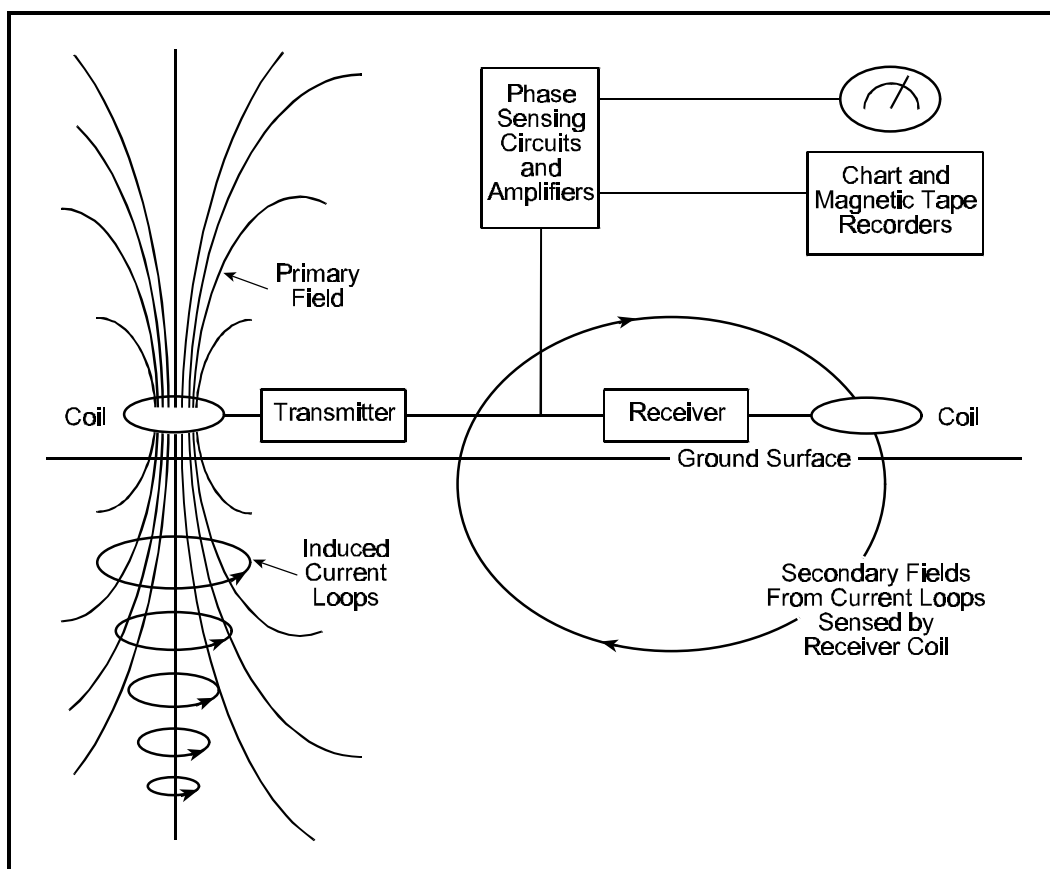 Phase
Sensing
Circuits
and
Amplifiers
Chart and
Magnetic Tape
Recorders
Primary
Field
Coil
Transmitter
Receiver
Coil
Ground Surface
Induced
Current
Loops
Secondary Fields
From Current Loops
Sensed by
Receiver Coil